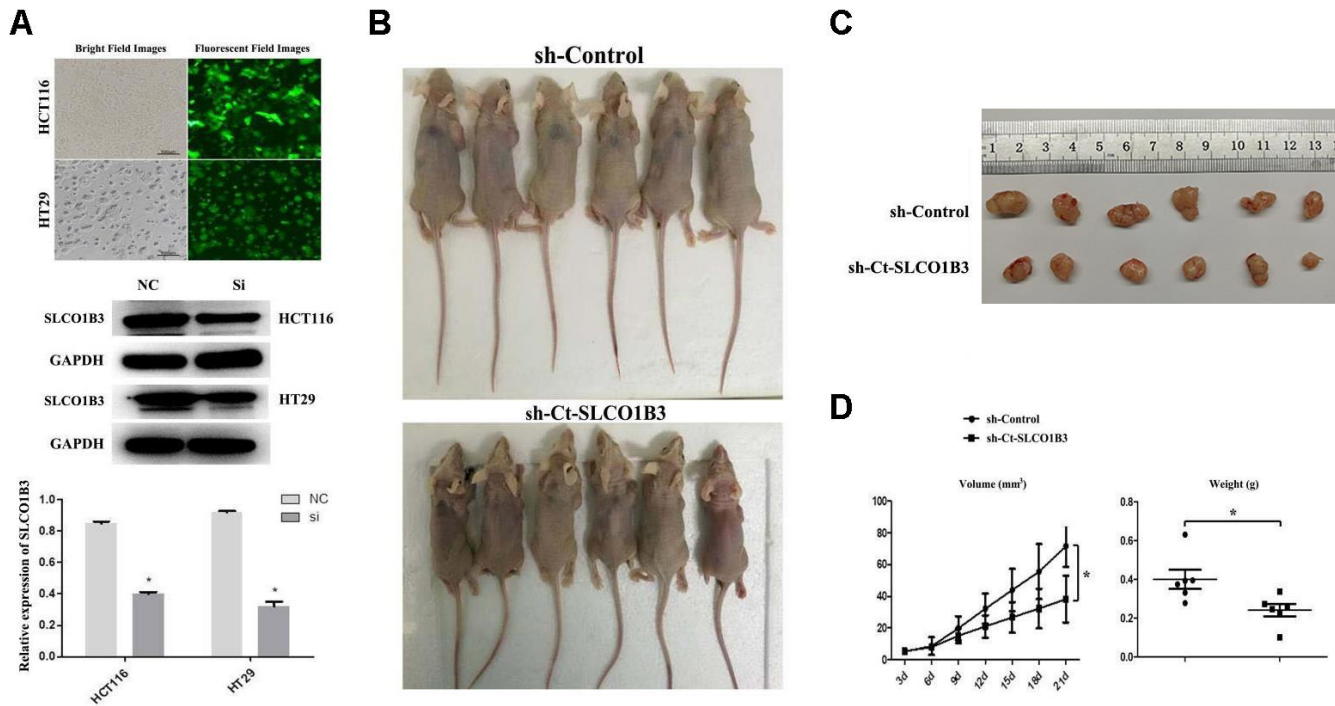 A
Bright Field Images
Fluorescent Field Images
HCT116
HT29
NC
Si
SLCO1B3
HCT116
GAPDH
SLCO1B3
HT29
GAPDH
Relative expression of SLCO1B3
1.0
0.8
0.6
0.4
0.2
0.0
NC
si
*
*
HCT116
HT29
B
sh-Control
sh-Ct-SLCO1B3
C
1 2 3 4 5 6 7 8 9 10 11 12 13
sh-Control
sh-Ct-SLCO1B3
D
sh-Control
sh-Ct-SLCO1B3
Volume (mm³)
100
80
60
40
20
0
*
3d 6d 9d 12d 15d 18d 21d
Weight (g)
0.8
0.6
0.4
0.2
0.0
*